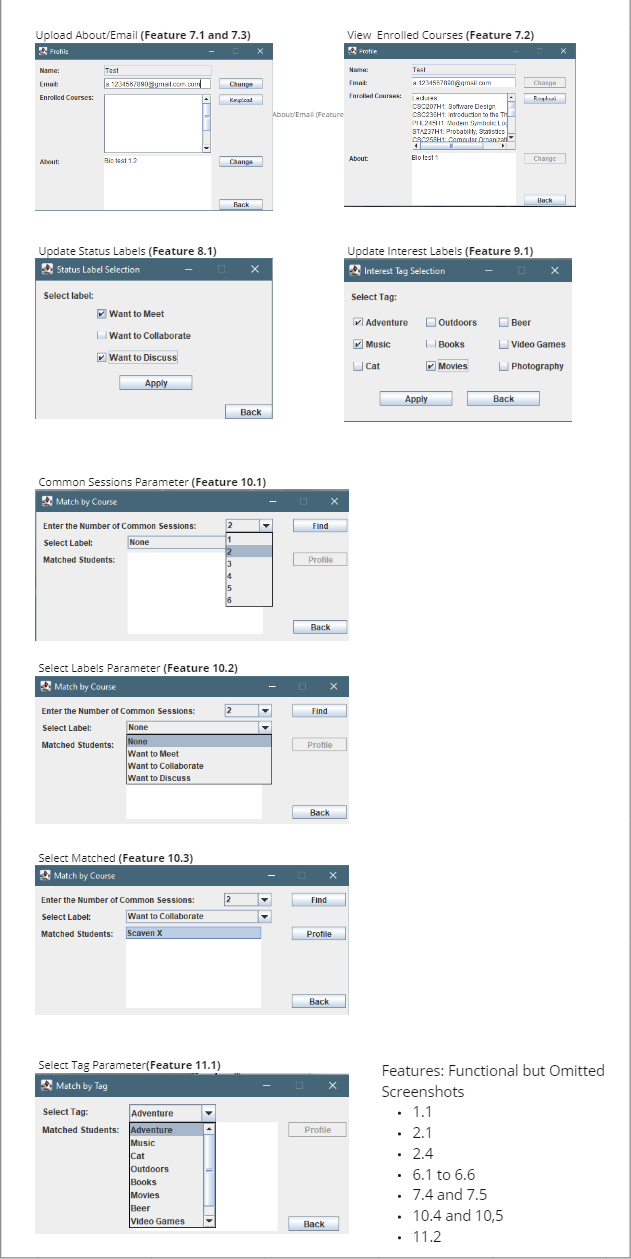 Upload About/Email (Feature 7.1 and 7.3)
Profile
Name:
Test
Email:
a.1234567890@gmail.com.com
Change
Enrolled Courses:
Reupload
About:
Bio test 1.2
Change
Back
About/Email (Feature
View Enrolled Courses (Feature 7.2)
Profile
Name:
Test
Email:
a.1234567890@gmail.com
Change
Enrolled Courses:
Lectures
CSC207H1: Software Design
CSC236H1: Introduction to the Th
PHL245H1: Modern Symbolic Log
STA237H1: Probability, Statistics
CSC258H1: Computer Organizati
Reupload
About:
Bio test 1
Change
Back
Update Status Labels (Feature 8.1)
Status Label Selection
Select label:
Want to Meet
Want to Collaborate
Want to Discuss
Apply
Back
Update Interest Labels (Feature 9.1)
Interest Tag Selection
Select Tag:
Adventure Outdoors Beer
Music Books Video Games
Cat Movies Photography
Apply Back
Common Sessions Parameter (Feature 10.1)
Match by Course
Enter the Number of Common Sessions: 2 Find
Select Label: None
Matched Students:
1
2
3
4
5
6
Profile
Back
Select Labels Parameter (Feature 10.2)
Match by Course
Enter the Number of Common Sessions: 2 Find
Select Label: None
Matched Students:
None
Want to Meet
Want to Collaborate
Want to Discuss
Profile
Back
Select Matched (Feature 10.3)
Match by Course
Enter the Number of Common Sessions: 2 Find
Select Label: Want to Collaborate
Matched Students: Scaven X Profile
Back
Select Tag Parameter(Feature 11.1)
Match by Tag
Select Tag: Adventure
Matched Students:
Adventure
Music
Cat
Outdoors
Books
Movies
Beer
Video Games
Profile
Back
Features: Functional but Omitted
Screenshots
• 1.1
• 2.1
• 2.4
• 6.1 to 6.6
• 7.4 and 7.5
• 10.4 and 10,5
• 11.2